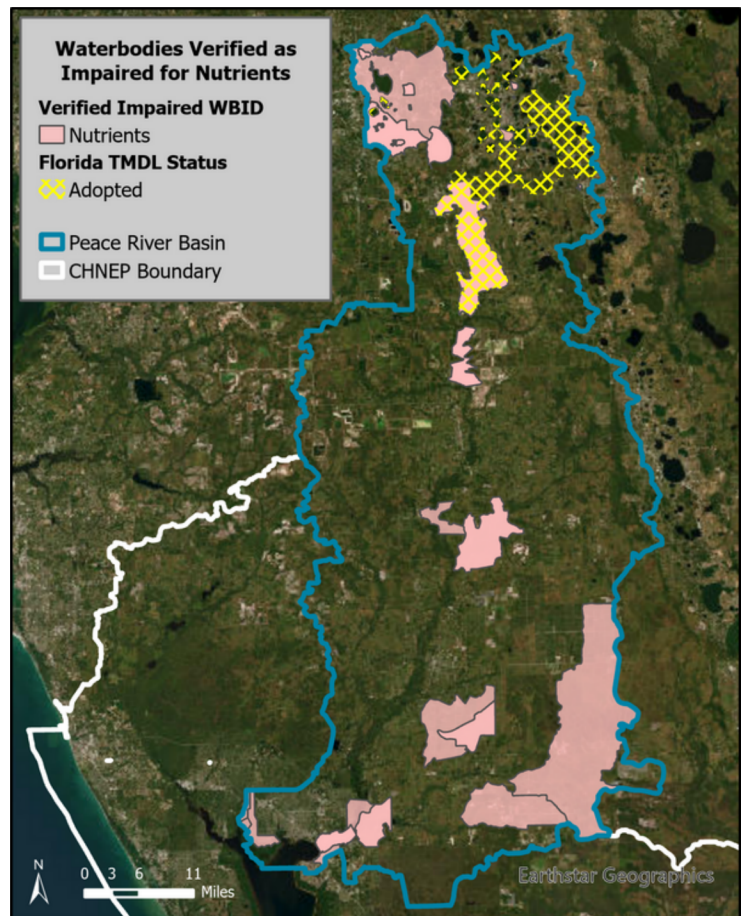 Waterbodies Verified as
Impaired for Nutrients
Verified Impaired WBID
Nutrients
Florida TMDL Status
Adopted
Peace River Basin
CHNEP Boundary
N
0 3 6 11
Miles
Earthstar Geographics